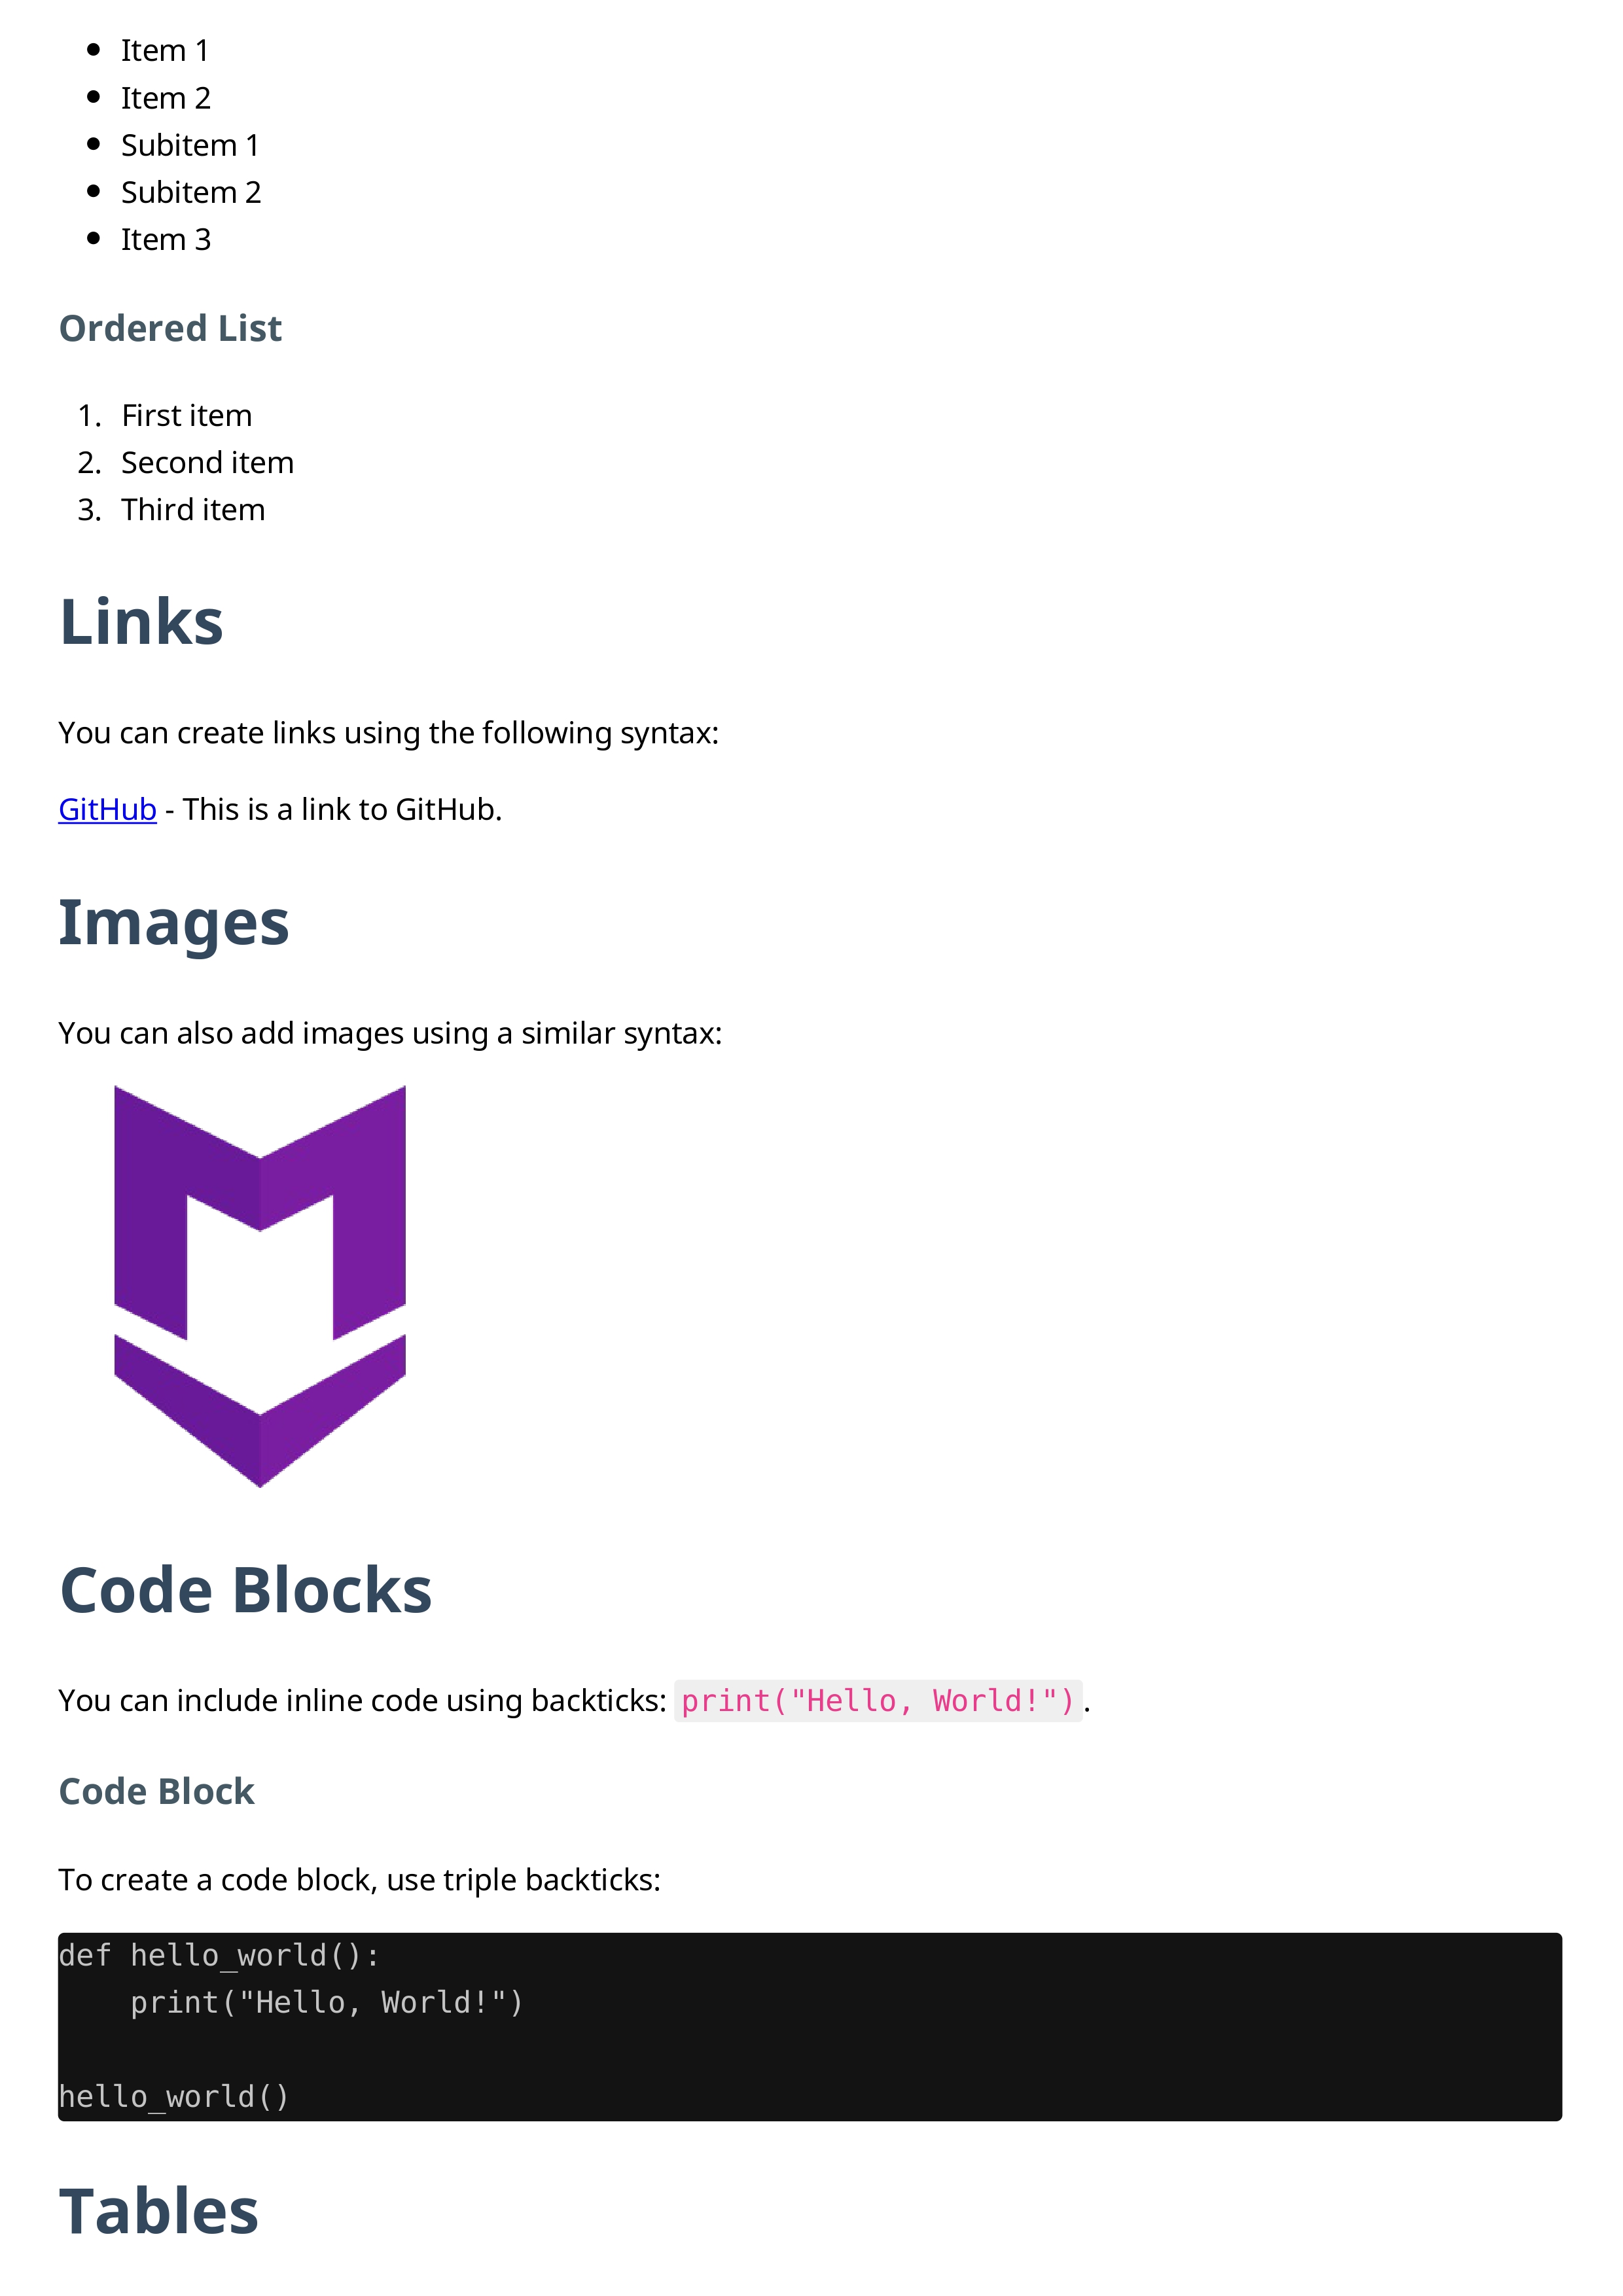 • Item 1
• Item 2
• Subitem 1
• Subitem 2
• Item 3
Ordered List
1. First item
2. Second item
3. Third item
Links
You can create links using the following syntax:
GitHub - This is a link to GitHub.
Images
You can also add images using a similar syntax:
Code Blocks
You can include inline code using backticks: print("Hello, World!").
Code Block
To create a code block, use triple backticks:
def hello_world():
    print("Hello, World!")
hello_world()
Tables